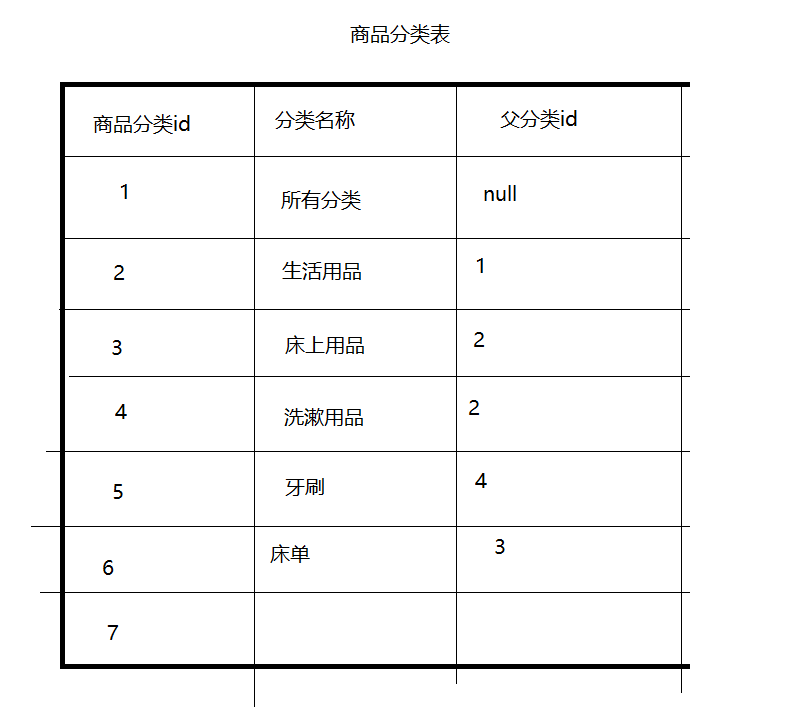 商品分类表
商品分类id 分类名称 父分类id
1 所有分类 null
2 生活用品 1
3 床上用品 2
4 洗漱用品 2
5 牙刷 4
6 床单 3
7